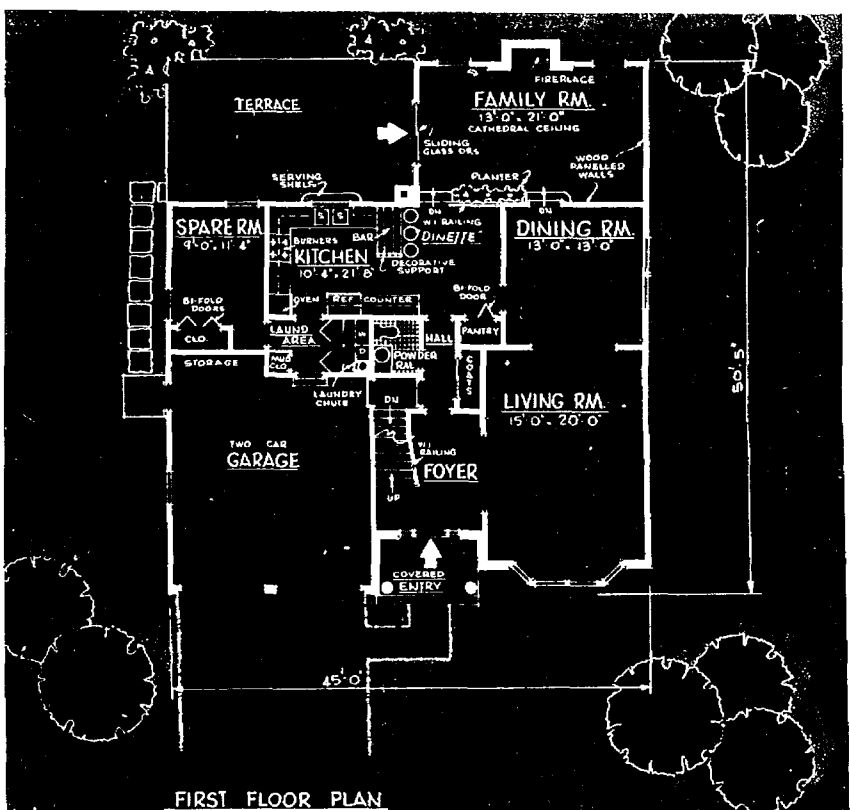 TERRACE
FIREPLACE
FAMILY RM.
13'-0" - 21'-0"
CATHEDRAL CEILING
SLIDING
GLASS DRS
WOOD
PANELLED
WALLS
SERVING
SHELF
PLANTER
DN
DN
SPARE RM.
9'-0" - 11'-4"
S S
BURNERS
BAR
W I RAILING
DINETTE
KITCHEN
10'-4" - 21'-8"
DECORATIVE
SUPPORT
DINING RM.
13'-0" - 13'-0"
BI-FOLD
DOORS
CLO.
OVEN
REF
COUNTER
BI-FOLD
DOOR
LAUND
AREA
HALL
PANTRY
STORAGE
MUD
CLO.
D
POWDER
RM.
COATS
LAUNDRY
CHUTE
DN
LIVING RM.
15'-0" - 20'-0"
TWO CAR
GARAGE
W I
RAILING
FOYER
UP
COVERED
ENTRY
50'-5"
45'-0"
FIRST FLOOR PLAN